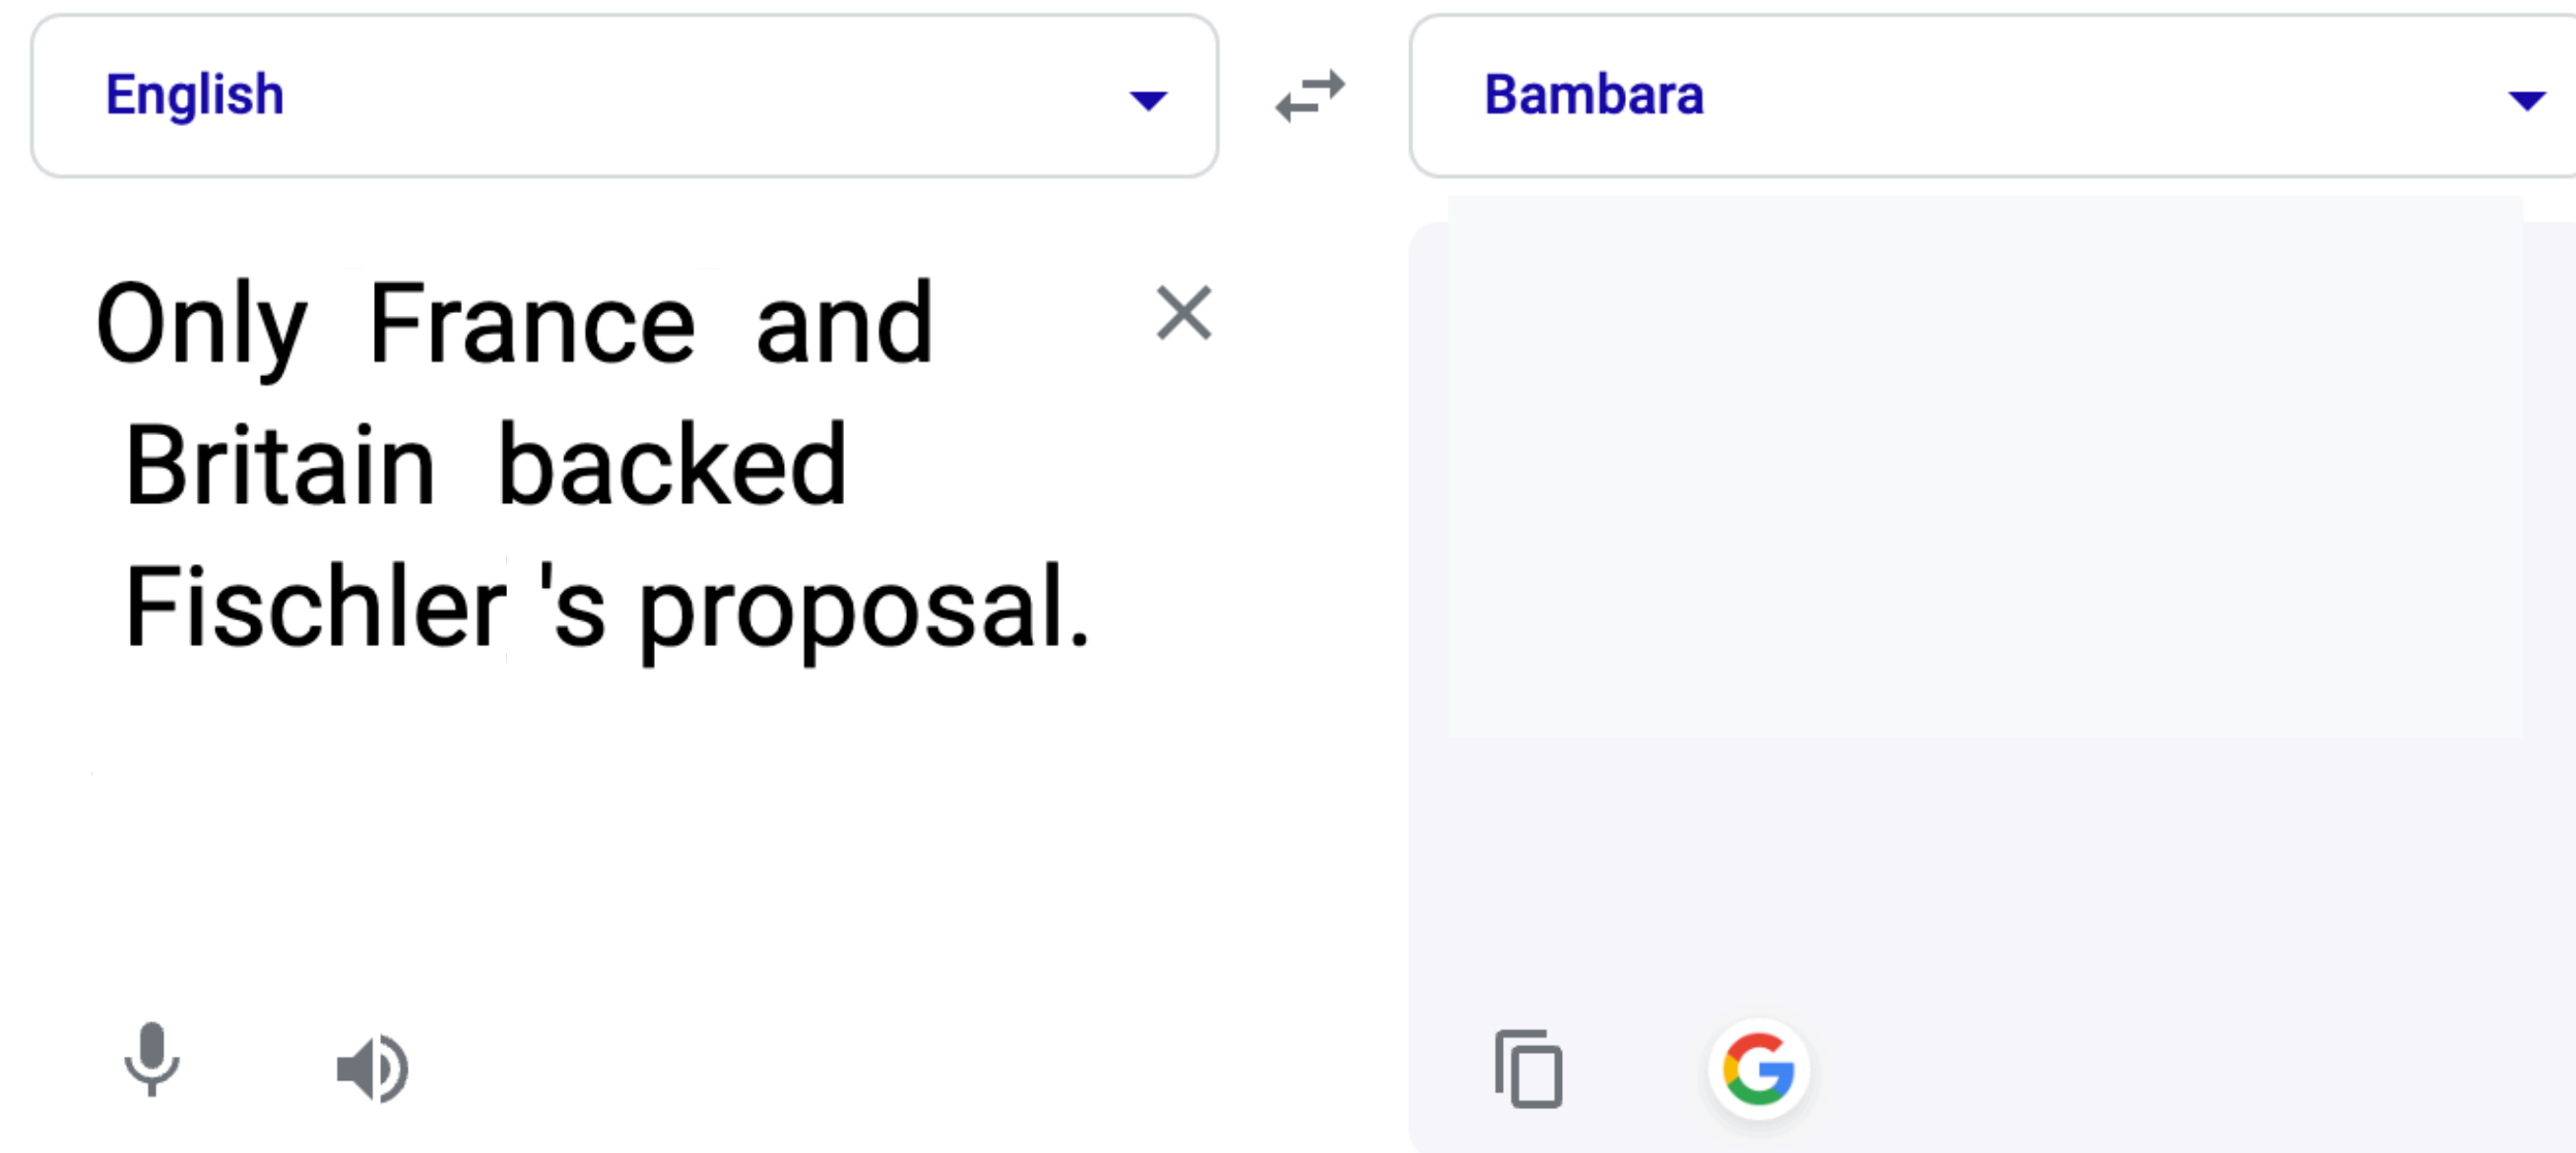 English
Bambara
Only France and
Britain backed
Fischler 's proposal.